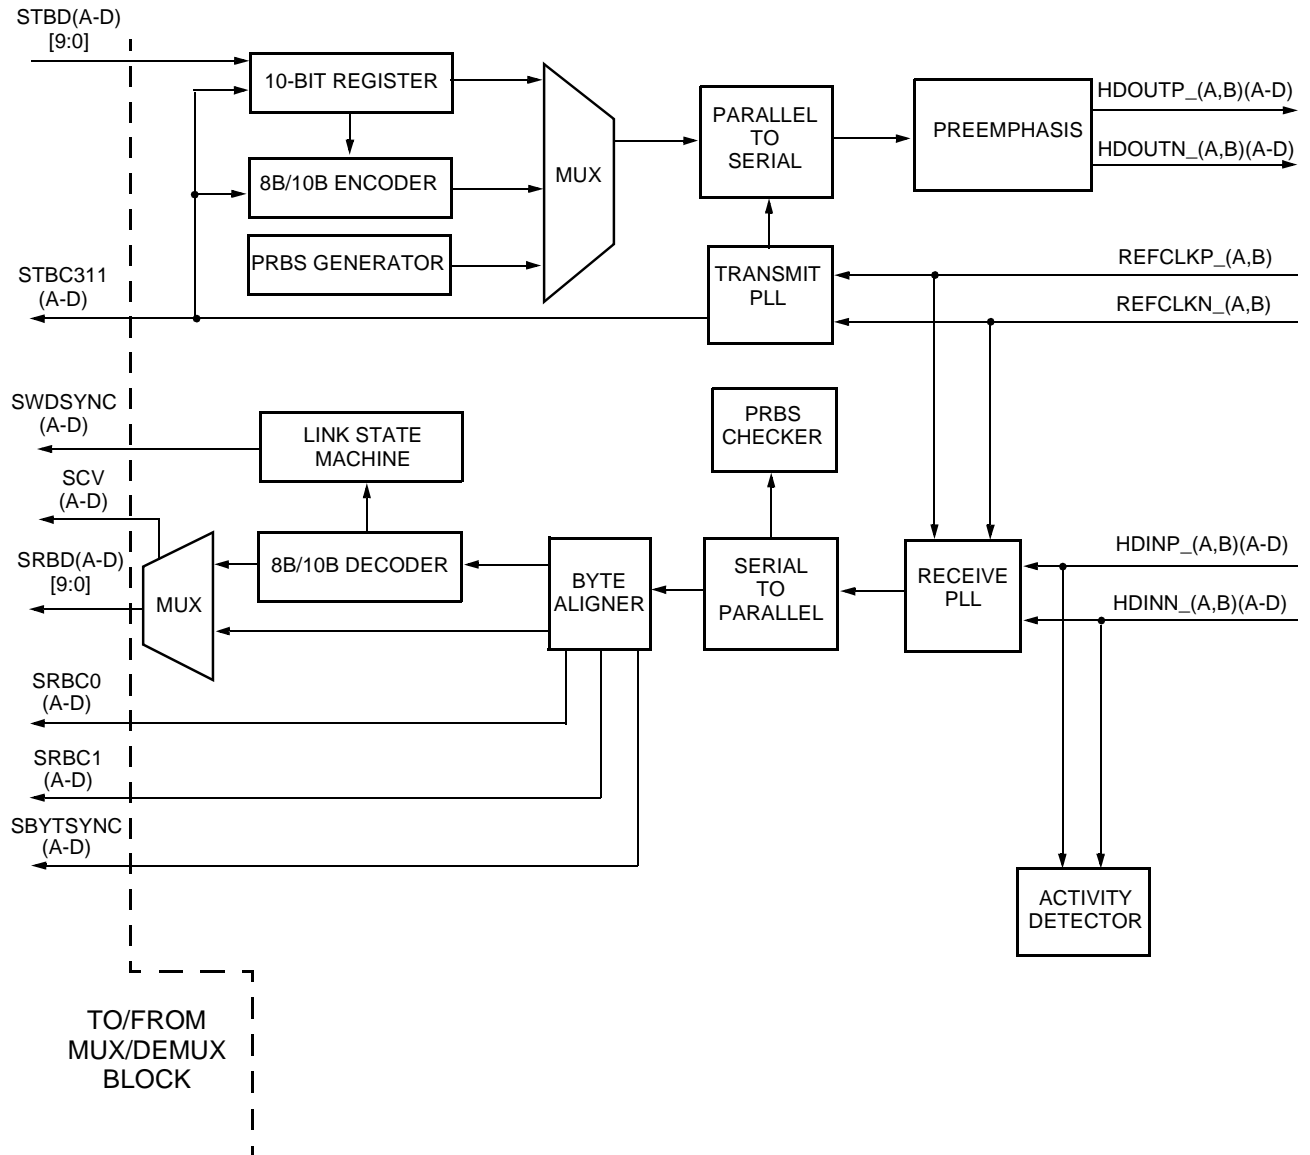 STBD(A-D)
[9:0]
10-BIT REGISTER
8B/10B ENCODER
PRBS GENERATOR
MUX
PARALLEL
TO
SERIAL
PREEMPHASIS
HDOUTP_(A,B)(A-D)
HDOUTN_(A,B)(A-D)
STBC311
(A-D)
TRANSMIT
PLL
REFCLKP_(A,B)
REFCLKN_(A,B)
SWDSYNC
(A-D)
LINK STATE
MACHINE
PRBS
CHECKER
SCV
(A-D)
SRBD(A-D)
[9:0]
MUX
8B/10B DECODER
BYTE
ALIGNER
SERIAL
TO
PARALLEL
RECEIVE
PLL
HDINP_(A,B)(A-D)
HDINN_(A,B)(A-D)
SRBC0
(A-D)
SRBC1
(A-D)
SBYTSYNC
(A-D)
ACTIVITY
DETECTOR
TO/FROM
MUX/DEMUX
BLOCK